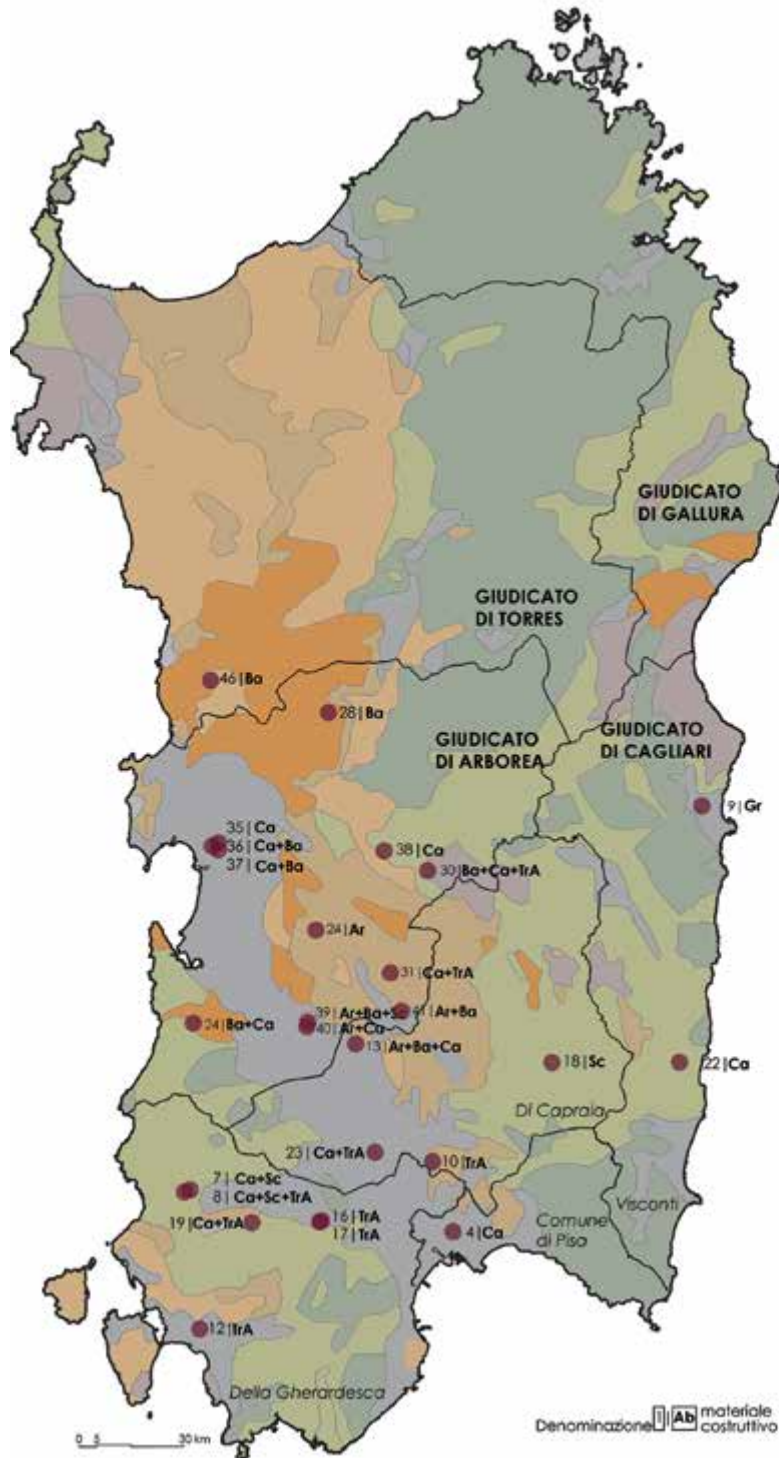 GIUDICATO
DI GALLURA
GIUDICATO
DI TORRES
46|Ba
28|Ba
GIUDICATO
DI ARBOREA
GIUDICATO
DI CAGLIARI
9|Gr
35|Ca
36|Ca+Ba
37|Ca+Ba
38|Ca
30|Ba+Ca+TrA
24|Ar
31|Ca+TrA
39|Ar+Ba+Sc
41|Ar+Ba
24|Ba+Ca
40|Ar+Ca
13|Ar+Ba+Ca
18|Sc
22|Ca
Di Capraia
23|Ca+TrA
10|TrA
7|Ca+Sc
8|Ca+Sc+TrA
Visconti
19|Ca+TrA
16|TrA
17|TrA
4|Ca
Comune
di Pisa
12|TrA
Della Gherardesca
0 5 30 km
Denominazione 1|Ab materiale
costruttivo